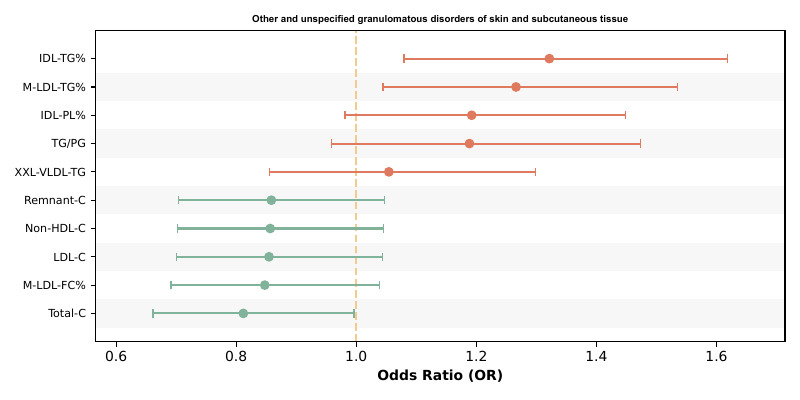 Other and unspecified granulomatous disorders of skin and subcutaneous tissue
IDL-TG%
M-LDL-TG%
IDL-PL%
TG/PG
XXL-VLDL-TG
Remnant-C
Non-HDL-C
LDL-C
M-LDL-FC%
Total-C
0.6 0.8 1.0 1.2 1.4 1.6
Odds Ratio (OR)